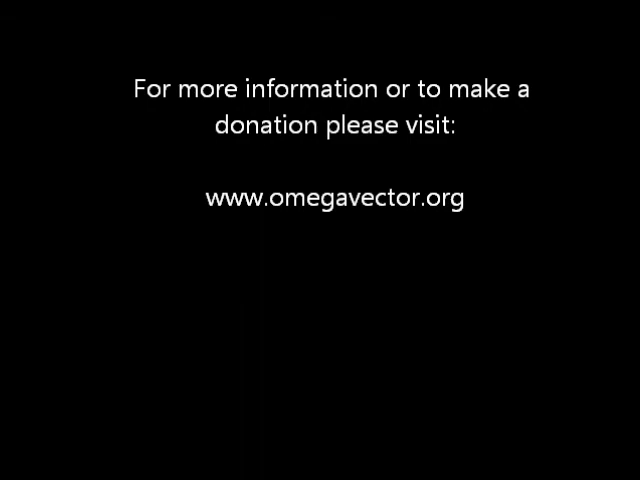 For more information or to make a
donation please visit:
www.omegavector.org